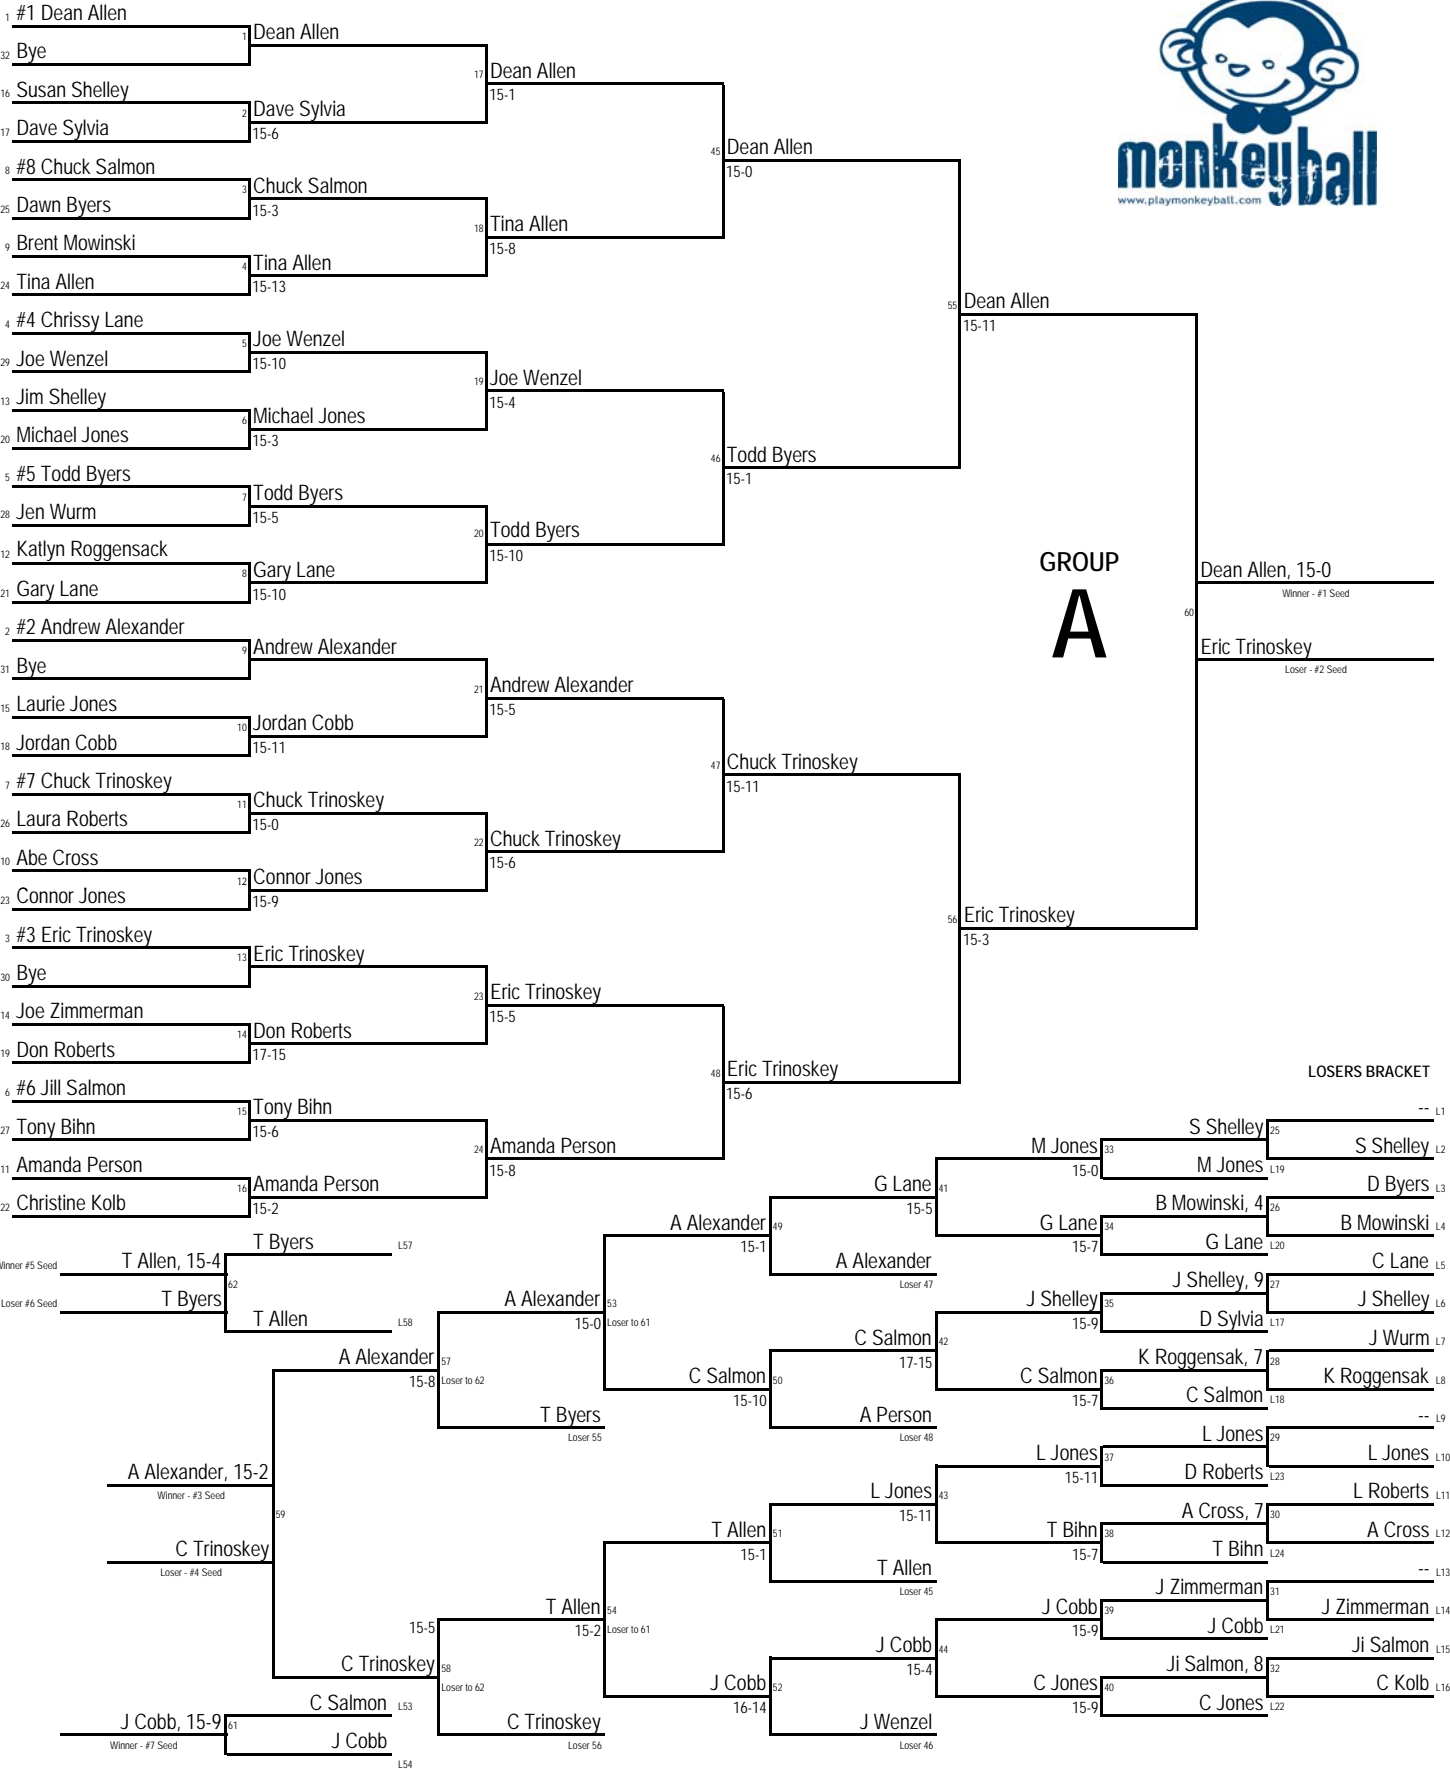 1 #1 Dean Allen
32 Bye
16 Susan Shelley
17 Dave Sylvia
8 #8 Chuck Salmon
25 Dawn Byers
9 Brent Mowinski
24 Tina Allen
4 #4 Chrissy Lane
29 Joe Wenzel
13 Jim Shelley
20 Michael Jones
5 #5 Todd Byers
28 Jen Wurm
12 Katlyn Roggensack
21 Gary Lane
2 #2 Andrew Alexander
31 Bye
15 Laurie Jones
18 Jordan Cobb
7 #7 Chuck Trinoskey
26 Laura Roberts
10 Abe Cross
23 Connor Jones
3 #3 Eric Trinoskey
30 Bye
14 Joe Zimmerman
19 Don Roberts
6 #6 Jill Salmon
27 Tony Bihn
11 Amanda Person
22 Christine Kolb
1 Dean Allen
2 Dave Sylvia
15-6
3 Chuck Salmon
15-3
4 Tina Allen
15-13
5 Joe Wenzel
15-10
6 Michael Jones
15-3
7 Todd Byers
15-5
8 Gary Lane
15-10
9 Andrew Alexander
10 Jordan Cobb
15-11
11 Chuck Trinoskey
15-0
12 Connor Jones
15-9
13 Eric Trinoskey
14 Don Roberts
17-15
15 Tony Bihn
15-6
16 Amanda Person
15-2
17 Dean Allen
15-1
18 Tina Allen
15-8
19 Joe Wenzel
15-4
20 Todd Byers
15-10
21 Andrew Alexander
15-5
22 Chuck Trinoskey
15-6
23 Eric Trinoskey
15-5
24 Amanda Person
15-8
45 Dean Allen
15-0
46 Todd Byers
15-1
47 Chuck Trinoskey
15-11
48 Eric Trinoskey
15-6
55 Dean Allen
15-11
56 Eric Trinoskey
15-3
monkeyball
www.playmonkeyball.com
GROUP
A
60
Dean Allen, 15-0
Winner - #1 Seed
Eric Trinoskey
Loser - #2 Seed
LOSERS BRACKET
-- L1
S Shelley L2
D Byers L3
B Mowinski L4
C Lane L5
J Shelley L6
J Wurm L7
K Roggensak L8
-- L9
L Jones L10
L Roberts L11
A Cross L12
-- L13
J Zimmerman L14
Ji Salmon L15
C Kolb L16
S Shelley 25
M Jones L19
B Mowinski, 4 26
G Lane L20
J Shelley, 9 27
D Sylvia L17
K Roggensak, 7 28
C Salmon L18
L Jones 29
D Roberts L23
A Cross, 7 30
T Bihn L24
J Zimmerman 31
J Cobb L21
Ji Salmon, 8 32
C Jones L22
M Jones 33
15-0
G Lane 34
15-7
J Shelley 35
15-9
C Salmon 36
15-7
L Jones 37
15-11
T Bihn 38
15-7
J Cobb 39
15-9
C Jones 40
15-9
G Lane 41
15-5
A Alexander
Loser 47
C Salmon 42
17-15
A Person
Loser 48
L Jones 43
15-11
T Allen
Loser 45
J Cobb 44
15-4
J Wenzel
Loser 46
A Alexander 49
15-1
C Salmon 50
15-10
T Allen 51
15-1
J Cobb 52
16-14
A Alexander 53
15-0 Loser to 61
T Byers
Loser 55
T Allen 54
15-2 Loser to 61
C Trinoskey
Loser 56
A Alexander 57
15-8 Loser to 62
15-5
C Trinoskey 58
Loser to 62
A Alexander, 15-2
Winner - #3 Seed
59
C Trinoskey
Loser - #4 Seed
T Byers L57
T Allen, 15-4
Winner #5 Seed
62
T Byers
Loser #6 Seed
T Allen L58
C Salmon L53
J Cobb, 15-9 61
Winner - #7 Seed
J Cobb
L54